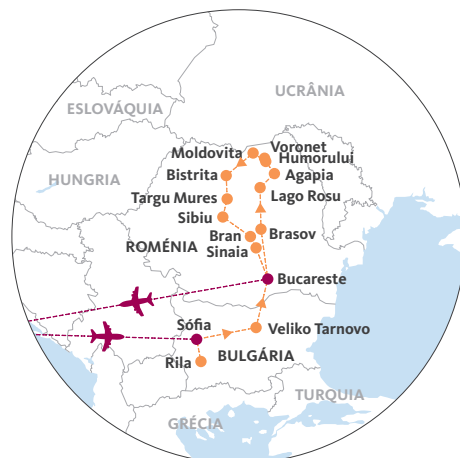 UCRÂNIA
ESLOVÁQUIA
Voronet
Moldovita
Humorului
Bistrita
Agapia
HUNGRIA
Lago Rosu
Targu Mures
Sibiu
Bran
Brasov
ROMÉNIA
Sinaia
Bucareste
Sófia
Veliko Tarnovo
BULGÁRIA
Rila
TURQUIA
GRÉCIA